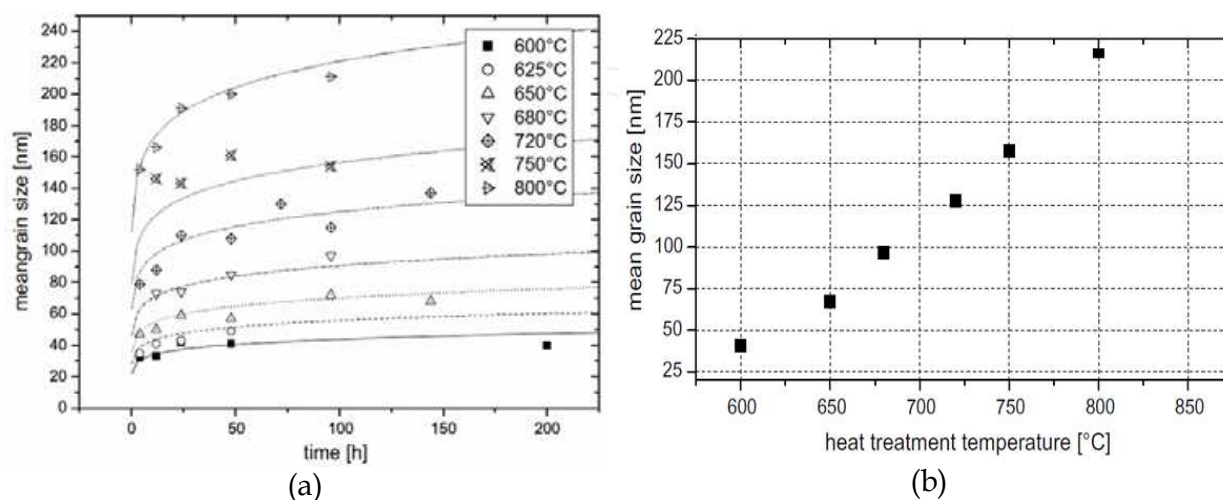 240
220
200
180
160
140
120
100
80
60
40
20
0
meangrain size [nm]
0
50
100
150
200
time [h]
600°C
625°C
650°C
680°C
720°C
750°C
800°C
(a)
225
225
175
125
100
75
50
25
mean grain size [nm]
600
650
700
750
800
850
heat treatment temperature [°C]
(b)